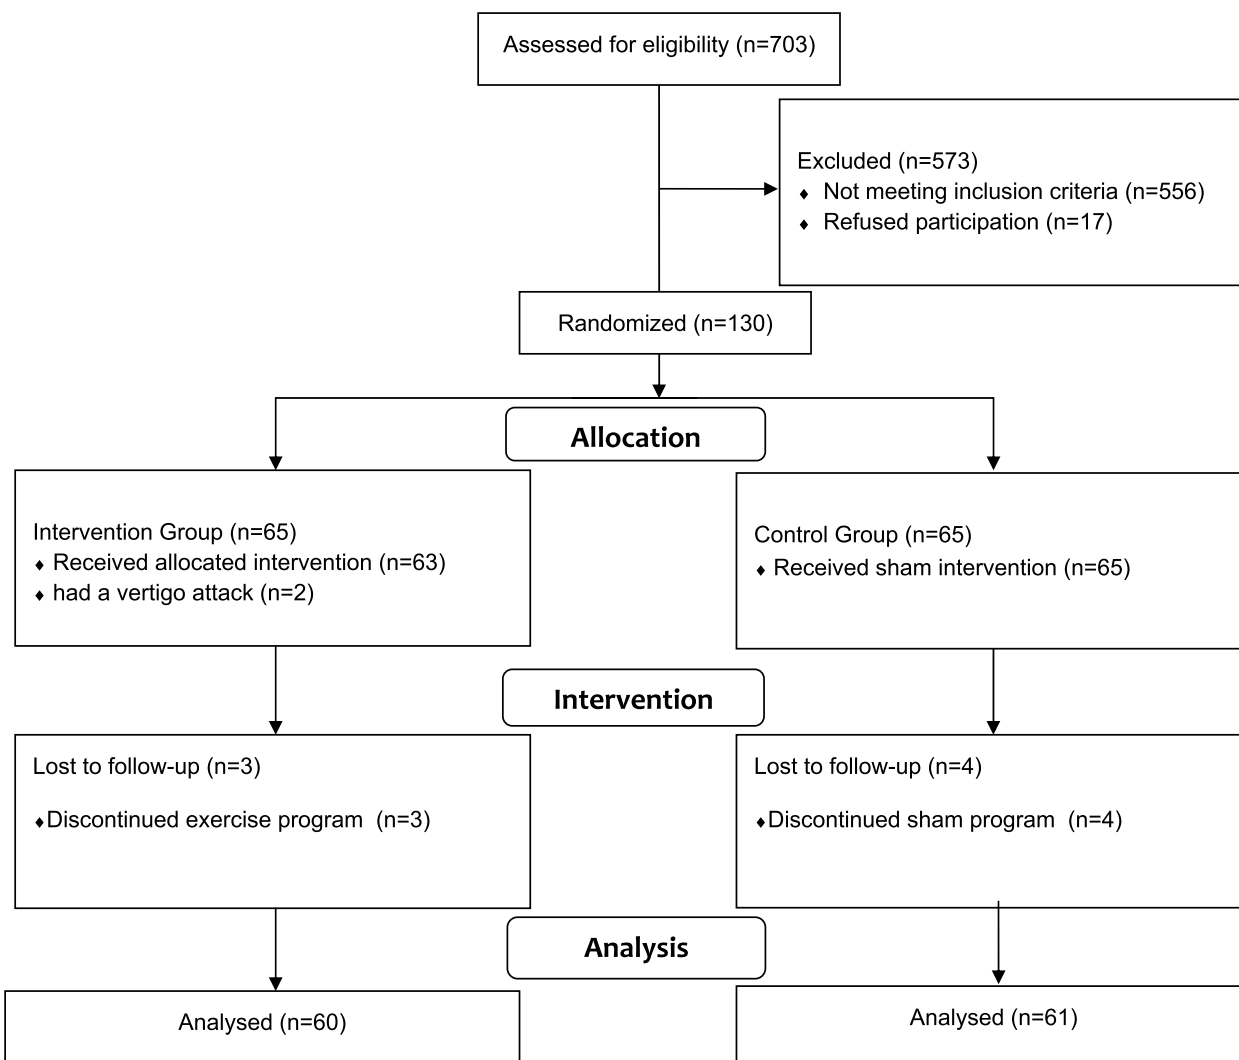 Assessed for eligibility (n=703)
Excluded (n=573)
♦ Not meeting inclusion criteria (n=556)
♦ Refused participation (n=17)
Randomized (n=130)
Allocation
Intervention Group (n=65)
♦ Received allocated intervention (n=63)
♦ had a vertigo attack (n=2)
Control Group (n=65)
♦ Received sham intervention (n=65)
Intervention
Lost to follow-up (n=3)
♦Discontinued exercise program (n=3)
Lost to follow-up (n=4)
♦Discontinued sham program (n=4)
Analysis
Analysed (n=60)
Analysed (n=61)